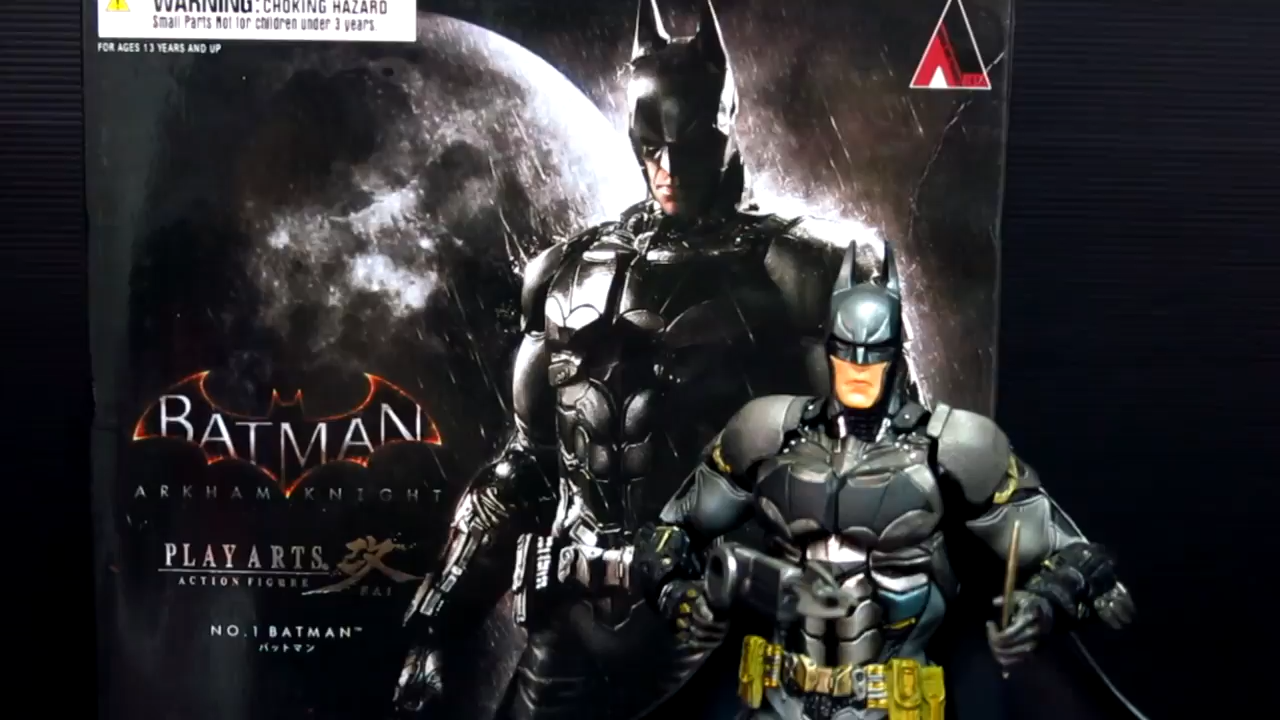 WARNING: CHOKING HAZARD
Small Parts Not for children under 3 years.
FOR AGES 13 YEARS AND UP
BATMAN
ARKHAM KNIGHT
PLAY ARTS 改
ACTION FIGURE KAI
NO.1 BATMAN™
バットマン